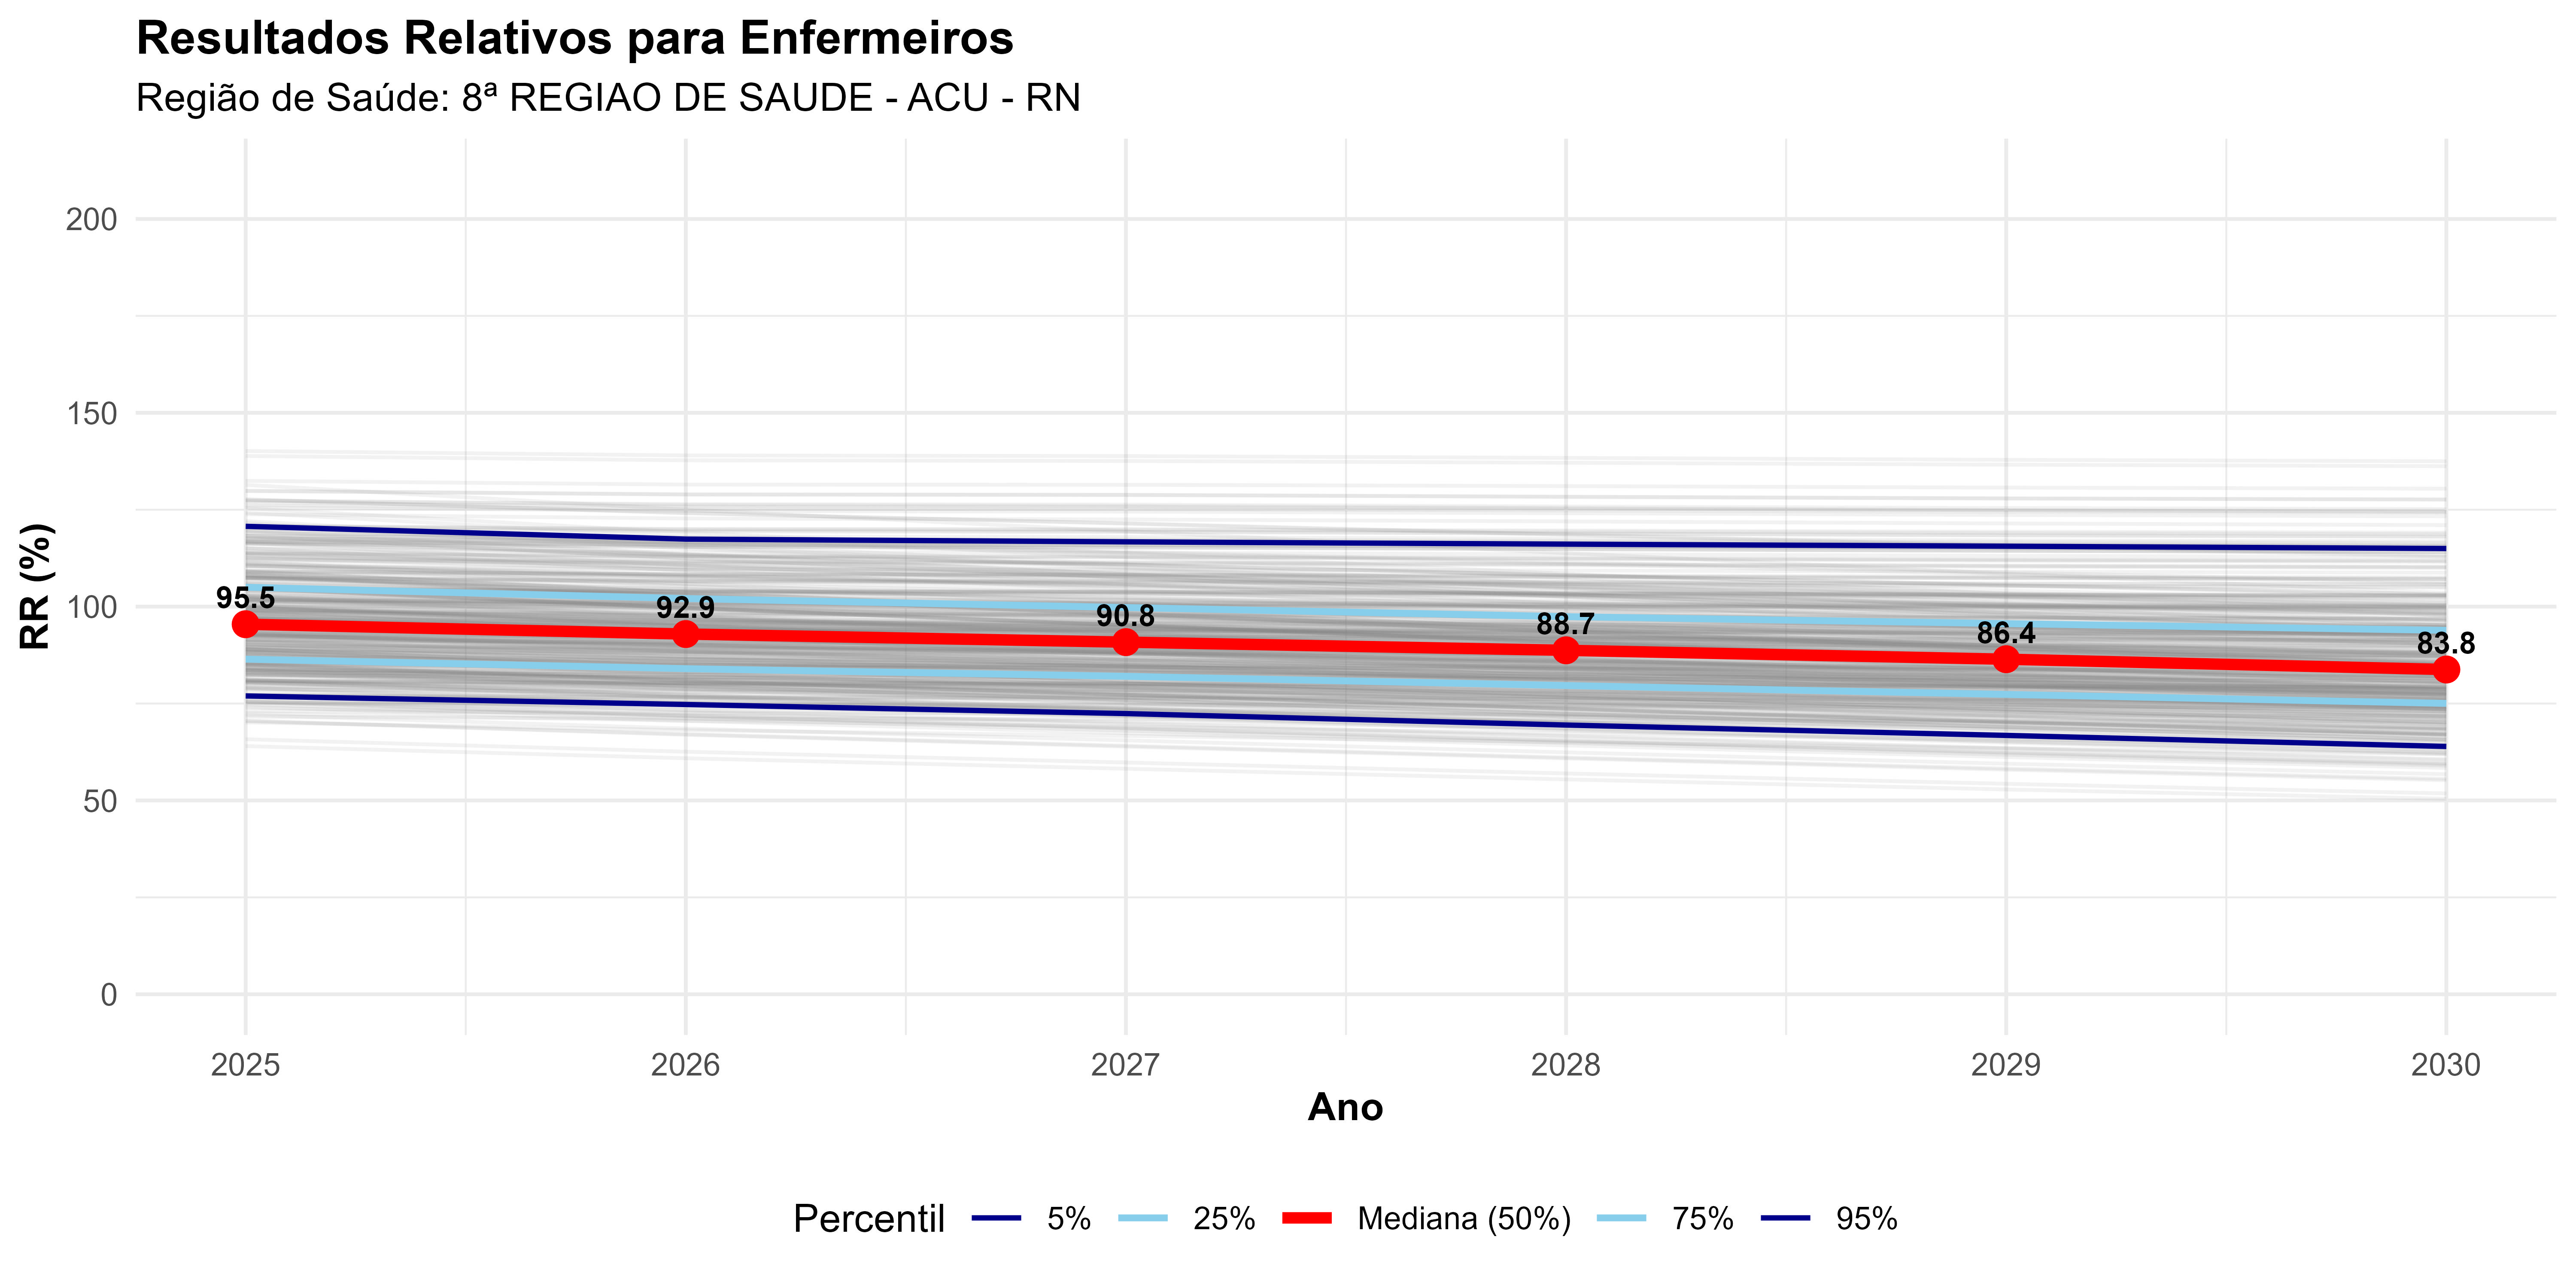 Resultados Relativos para Enfermeiros
Região de Saúde: 8ª REGIAO DE SAUDE - ACU - RN
RR (%)
200
150
100
50
0
95.5
92.9
90.8
88.7
86.4
83.8
2025 2026 2027 2028 2029 2030
Ano
Percentil 5% 25% Mediana (50%) 75% 95%